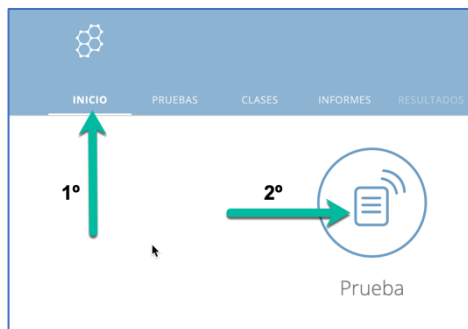 INICIO PRUEBAS CLASES INFORMES RESULTADOS
1º
2º
Prueba